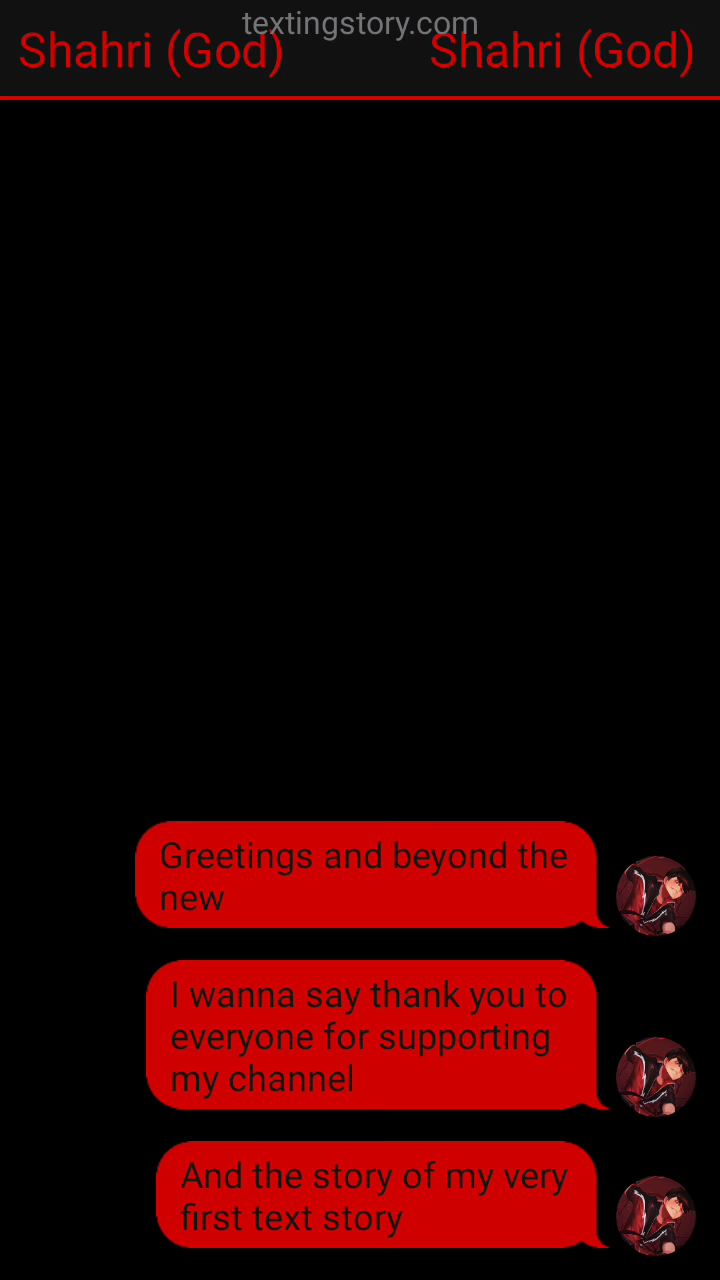 textingstory.com
Shahri (God) Shahri (God)
Greetings and beyond the
new
I wanna say thank you to
everyone for supporting
my channel
And the story of my very
first text story